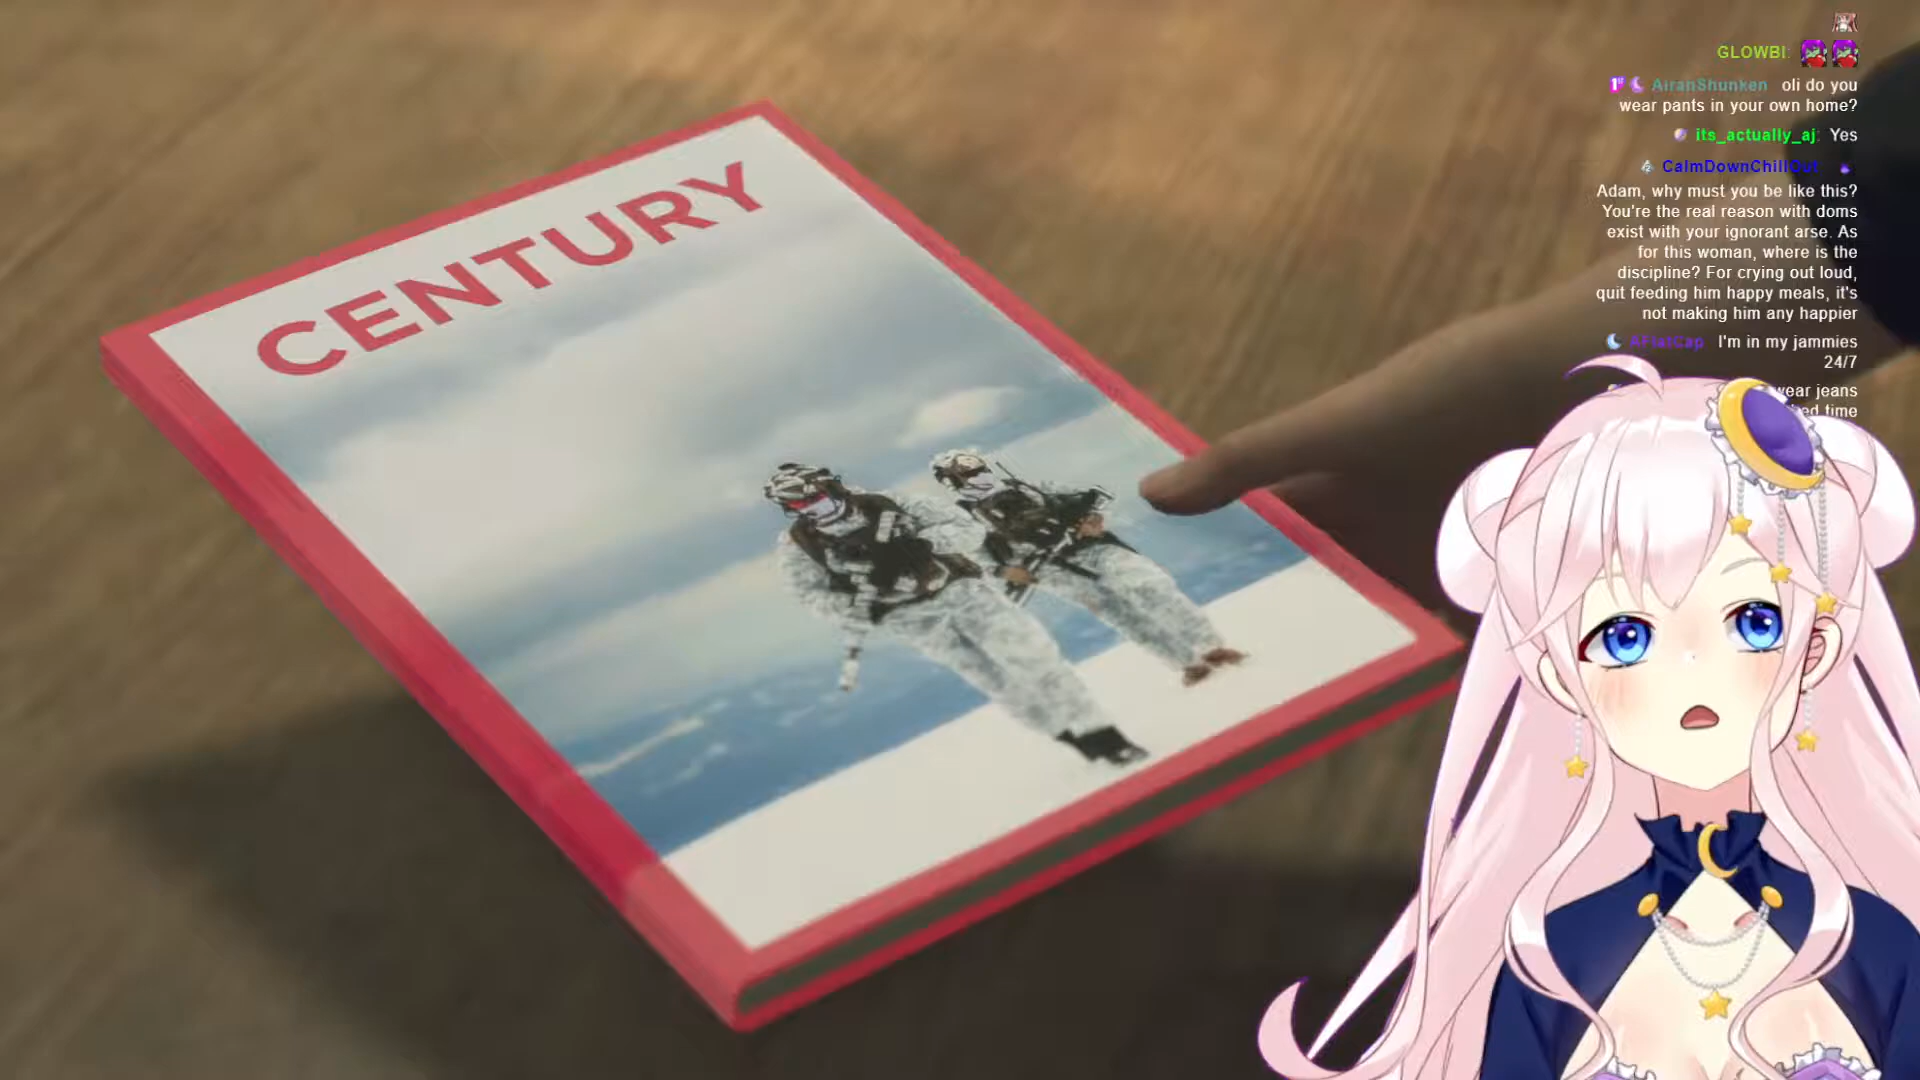 CENTURY
GLOWBI:
AiranShunken oli do you
wear pants in your own home?
its_actually_aj: Yes
CalmDownChillOut
Adam, why must you be like this?
You're the real reason with doms
exist with your ignorant arse. As
for this woman, where is the
discipline? For crying out loud,
quit feeding him happy meals, it's
not making him any happier
AFlatCap I'm in my jammies
24/7
wear jeans
time